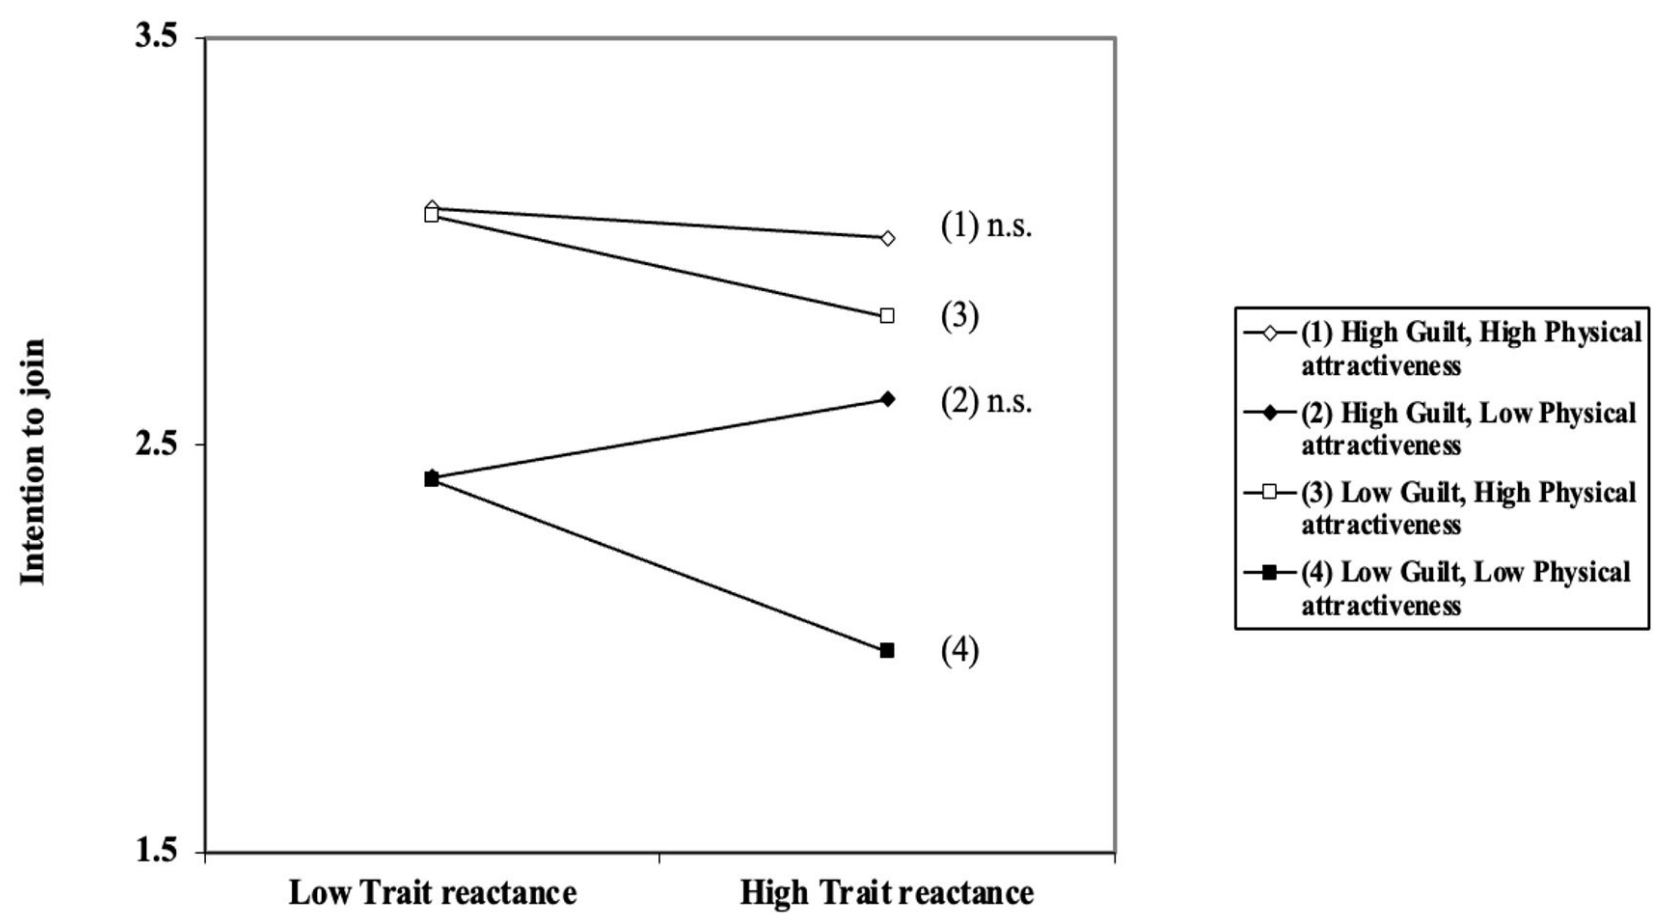 3.5
(1) n.s.
(3)
(2) n.s.
2.5
(4)
1.5
Intention to join
Low Trait reactance
High Trait reactance
(1) High Guilt, High Physical
attractiveness
(2) High Guilt, Low Physical
attractiveness
(3) Low Guilt, High Physical
attractiveness
(4) Low Guilt, Low Physical
attractiveness